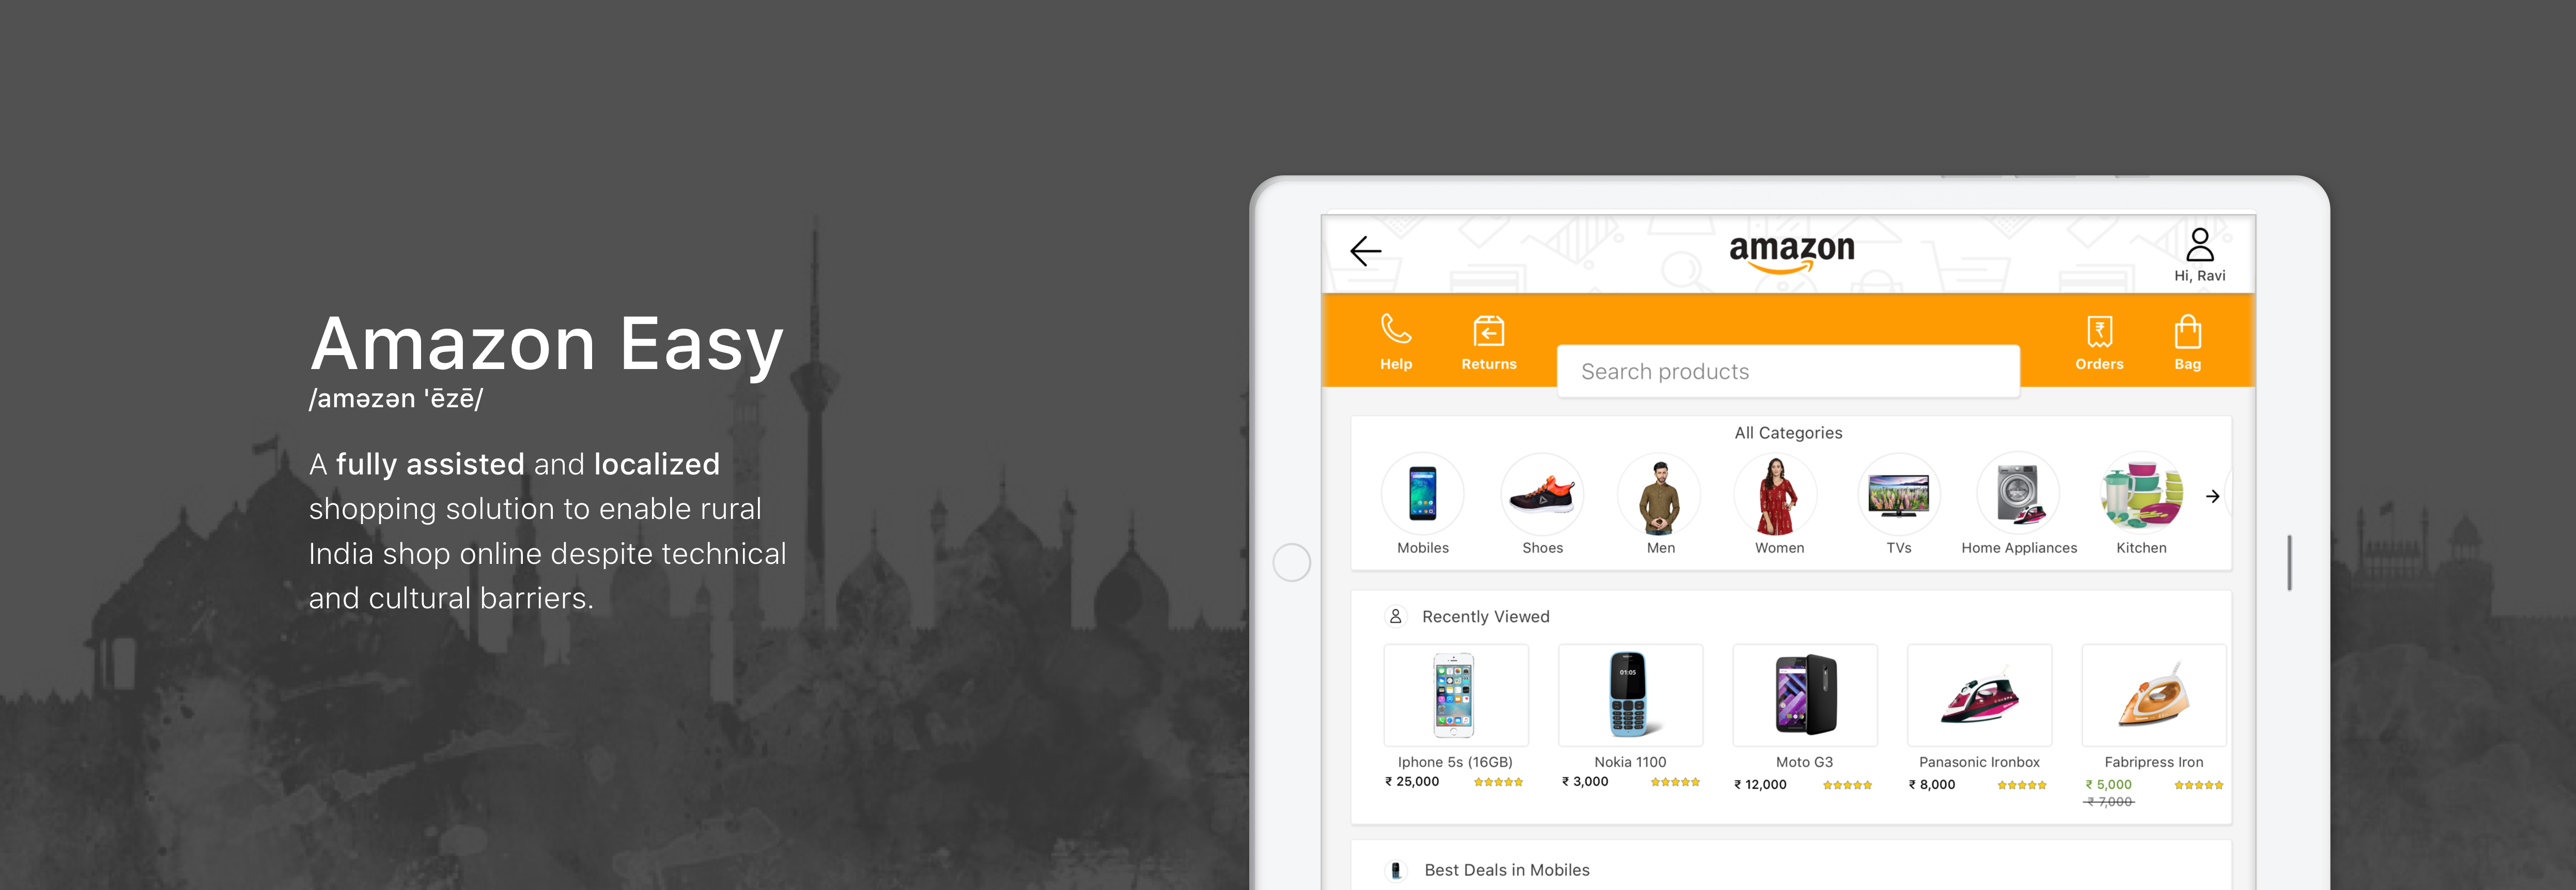 Amazon Easy
/aməzən 'ēzē/
A fully assisted and localized
shopping solution to enable rural
India shop online despite technical
and cultural barriers.
amazon
Hi, Ravi
Help
Returns
Search products
Orders
Bag
All Categories
Mobiles
Shoes
Men
Women
TVs
Home Appliances
Kitchen
Recently Viewed
01:05
Iphone 5s (16GB)
₹ 25,000
Nokia 1100
₹ 3,000
Moto G3
₹ 12,000
Panasonic Ironbox
₹ 8,000
Fabripress Iron
₹ 5,000
₹ 7,000
Best Deals in Mobiles